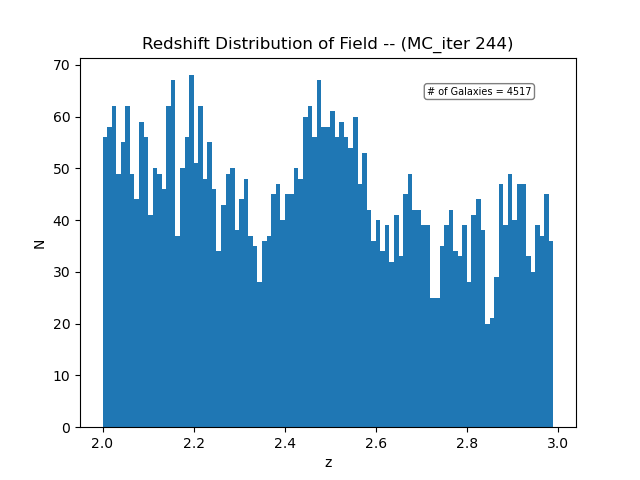 Redshift Distribution of Field -- (MC_iter 244)
# of Galaxies = 4517
70
60
50
40
30
20
10
0
N
2.0 2.2 2.4 2.6 2.8 3.0
z